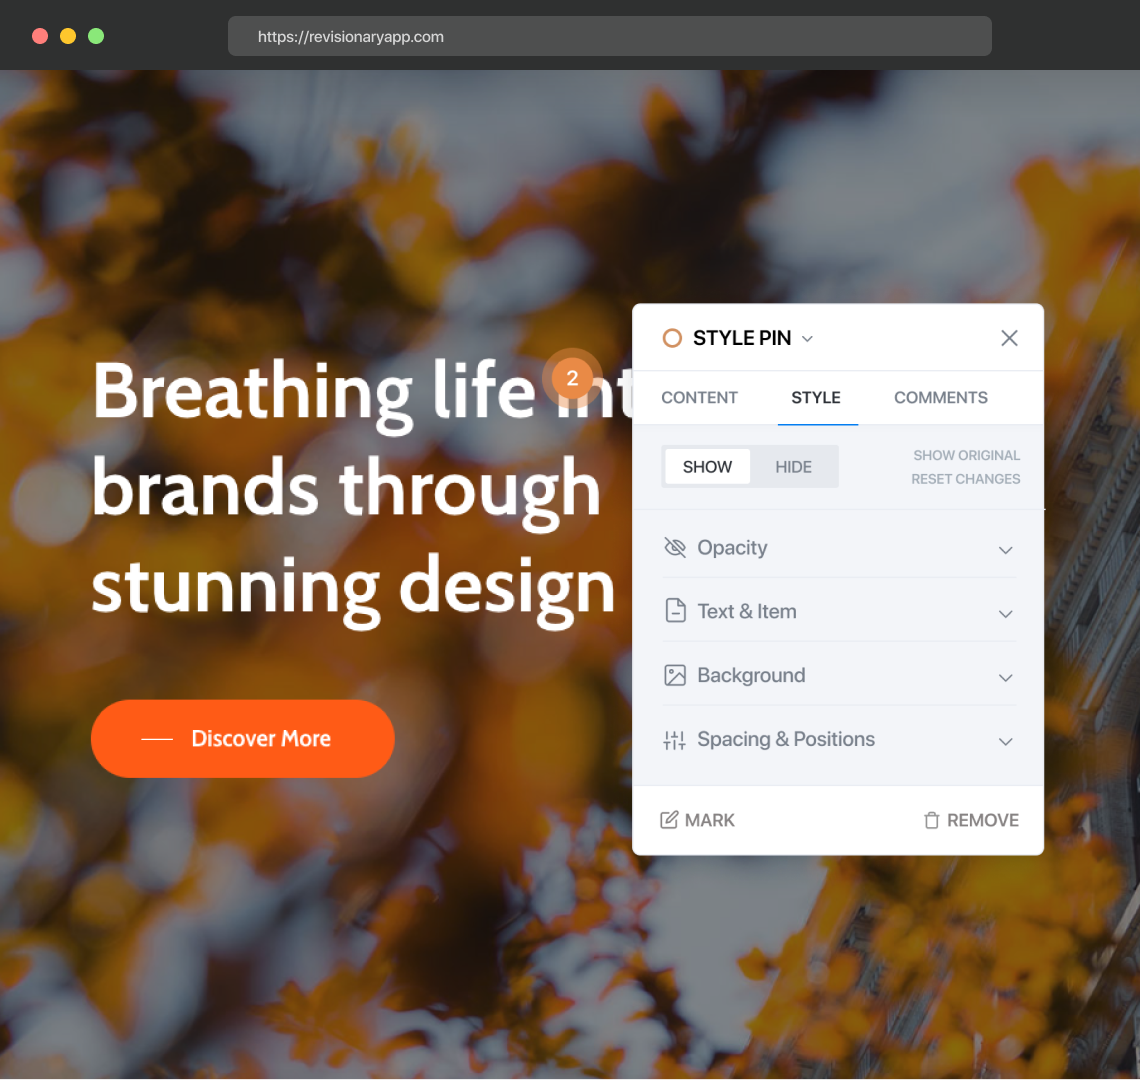 https://revisionaryapp.com
Breathing life int
brands through
stunning design
Discover More
2
STYLE PIN
CONTENT STYLE COMMENTS
SHOW HIDE
SHOW ORIGINAL
RESET CHANGES
Opacity
Text & Item
Background
Spacing & Positions
MARK REMOVE